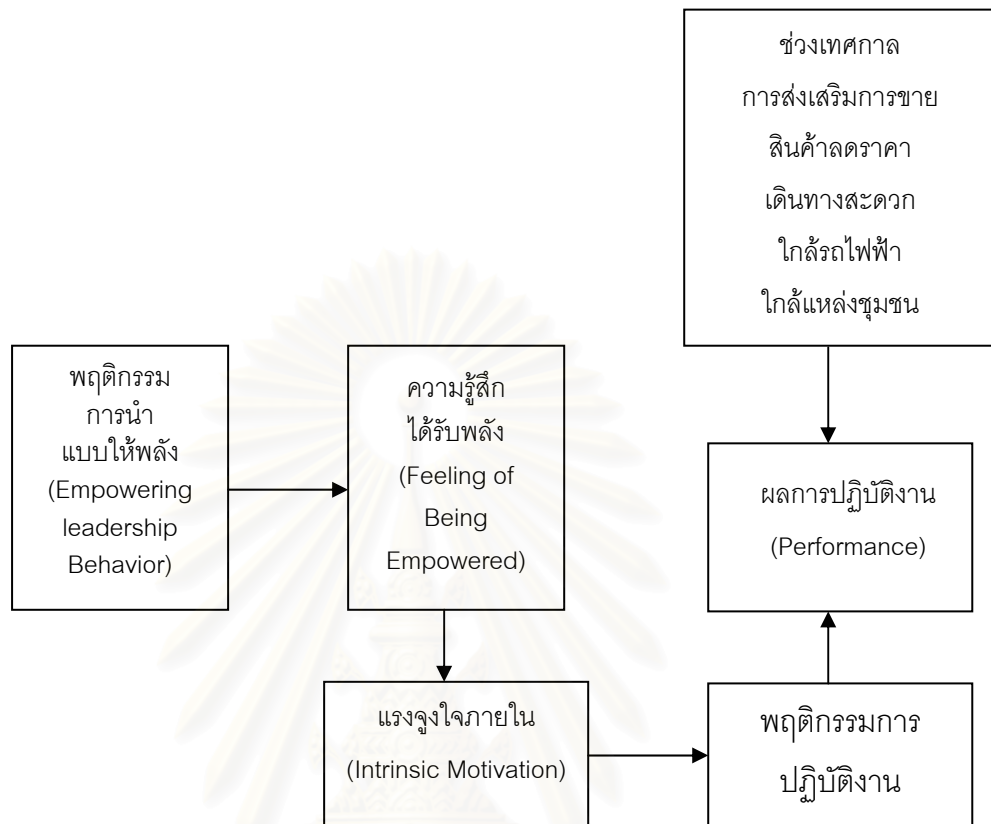 ช่วงเทศกาล
การส่งเสริมการขาย
สินค้าลดราคา
เดินทางสะดวก
ใกล้รถไฟฟ้า
ใกล้แหล่งชุมชน
พฤติกรรม
การนำ
แบบให้พลัง
(Empowering
leadership
Behavior)
ความรู้สึก
ได้รับพลัง
(Feeling of
Being
Empowered)
ผลการปฏิบัติงาน
(Performance)
แรงจูงใจภายใน
(Intrinsic Motivation)
พฤติกรรมการ
ปฏิบัติงาน